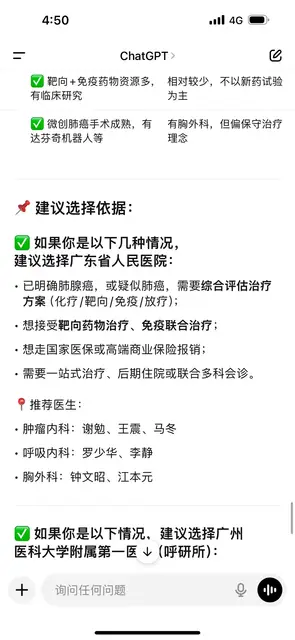 4:50
4G
80
ChatGPT
✅ 靶向+免疫药物资源多，
有临床研究
相对较少，不以新药试验
为主
✅ 微创肺癌手术成熟，有
达芬奇机器人等
有胸外科，但偏保守治疗
理念
📌 建议选择依据：
✅ 如果你是以下几种情况，
建议选择广东省人民医院：
• 已明确肺腺癌，或疑似肺癌，需要综合评估治疗
方案（化疗/靶向/免疫/放疗）；
• 想接受靶向药物治疗、免疫联合治疗；
• 想走国家医保或高端商业保险报销；
• 需要一站式治疗、后期住院或联合多科会诊。
📍 推荐医生：
• 肿瘤内科：谢勉、王震、马冬
• 呼吸内科：罗少华、李静
• 胸外科：钟文昭、江本元
✅ 如果你是以下情况，建议选择广州
医科大学附属第一医（呼研所）：
询问任何问题